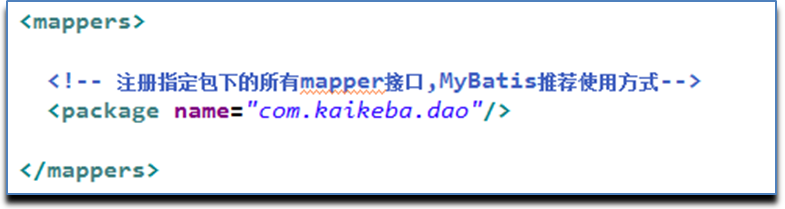 <mappers>
<!-- 注册指定包下的所有mapper接口,MyBatis推荐使用方式-->
<package name="com.kaikeba.dao"/>
</mappers>